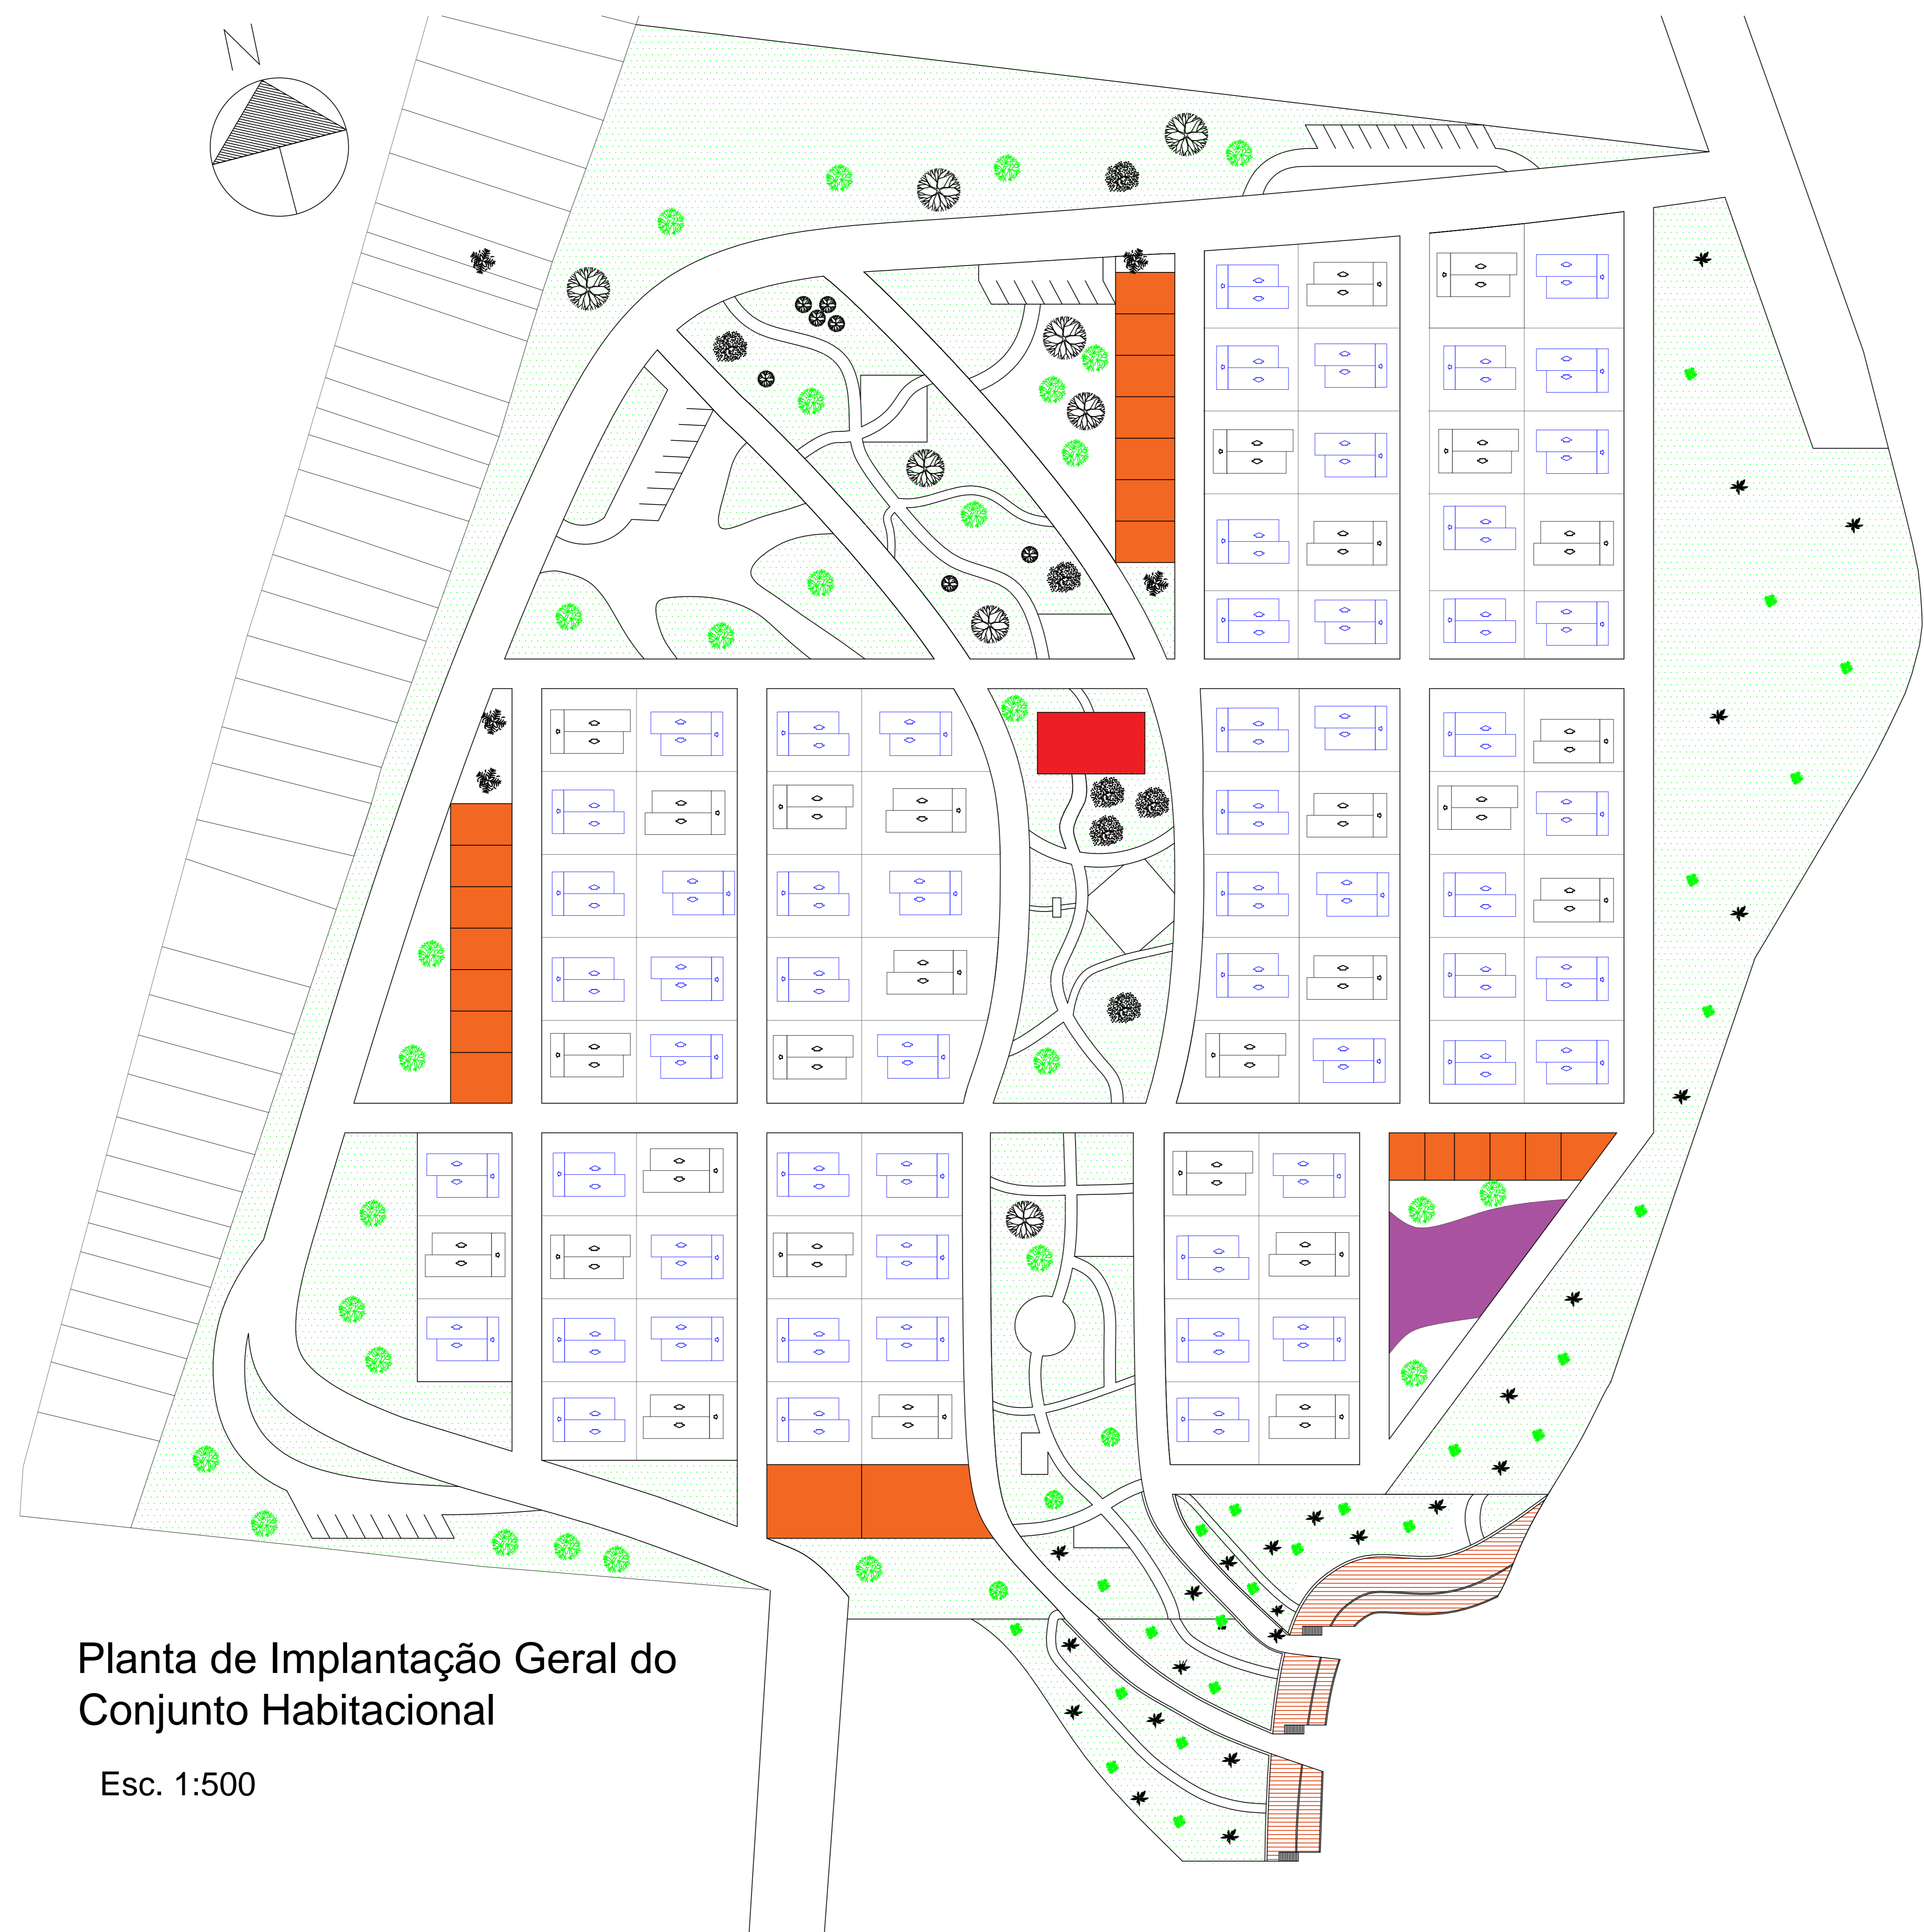 N
Planta de Implantação Geral do
Conjunto Habitacional
Esc. 1:500